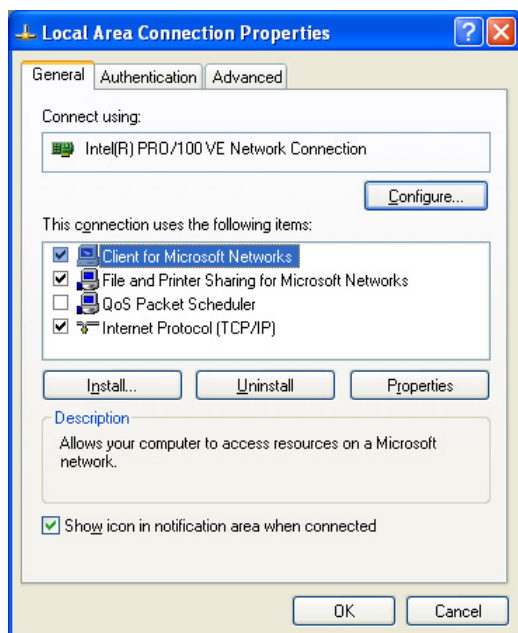 Local Area Connection Properties
?
General Authentication Advanced
Connect using:
Intel(R) PRO/100 VE Network Connection
Configure...
This connection uses the following items:
Client for Microsoft Networks
File and Printer Sharing for Microsoft Networks
QoS Packet Scheduler
Internet Protocol (TCP/IP)
Install... Uninstall Properties
Description
Allows your computer to access resources on a Microsoft
network.
Show icon in notification area when connected
OK Cancel